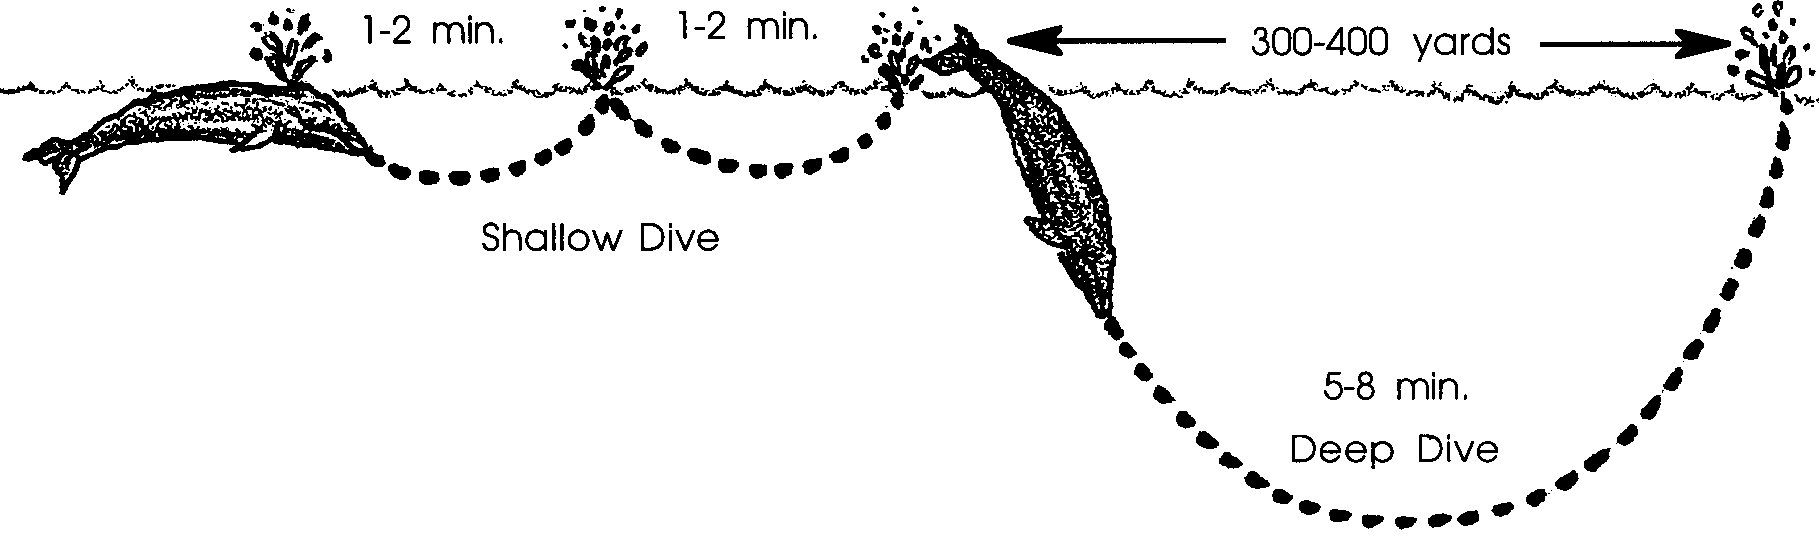 1-2 min.
1-2 min.
300-400 yards
Shallow Dive
5-8 min.
Deep Dive